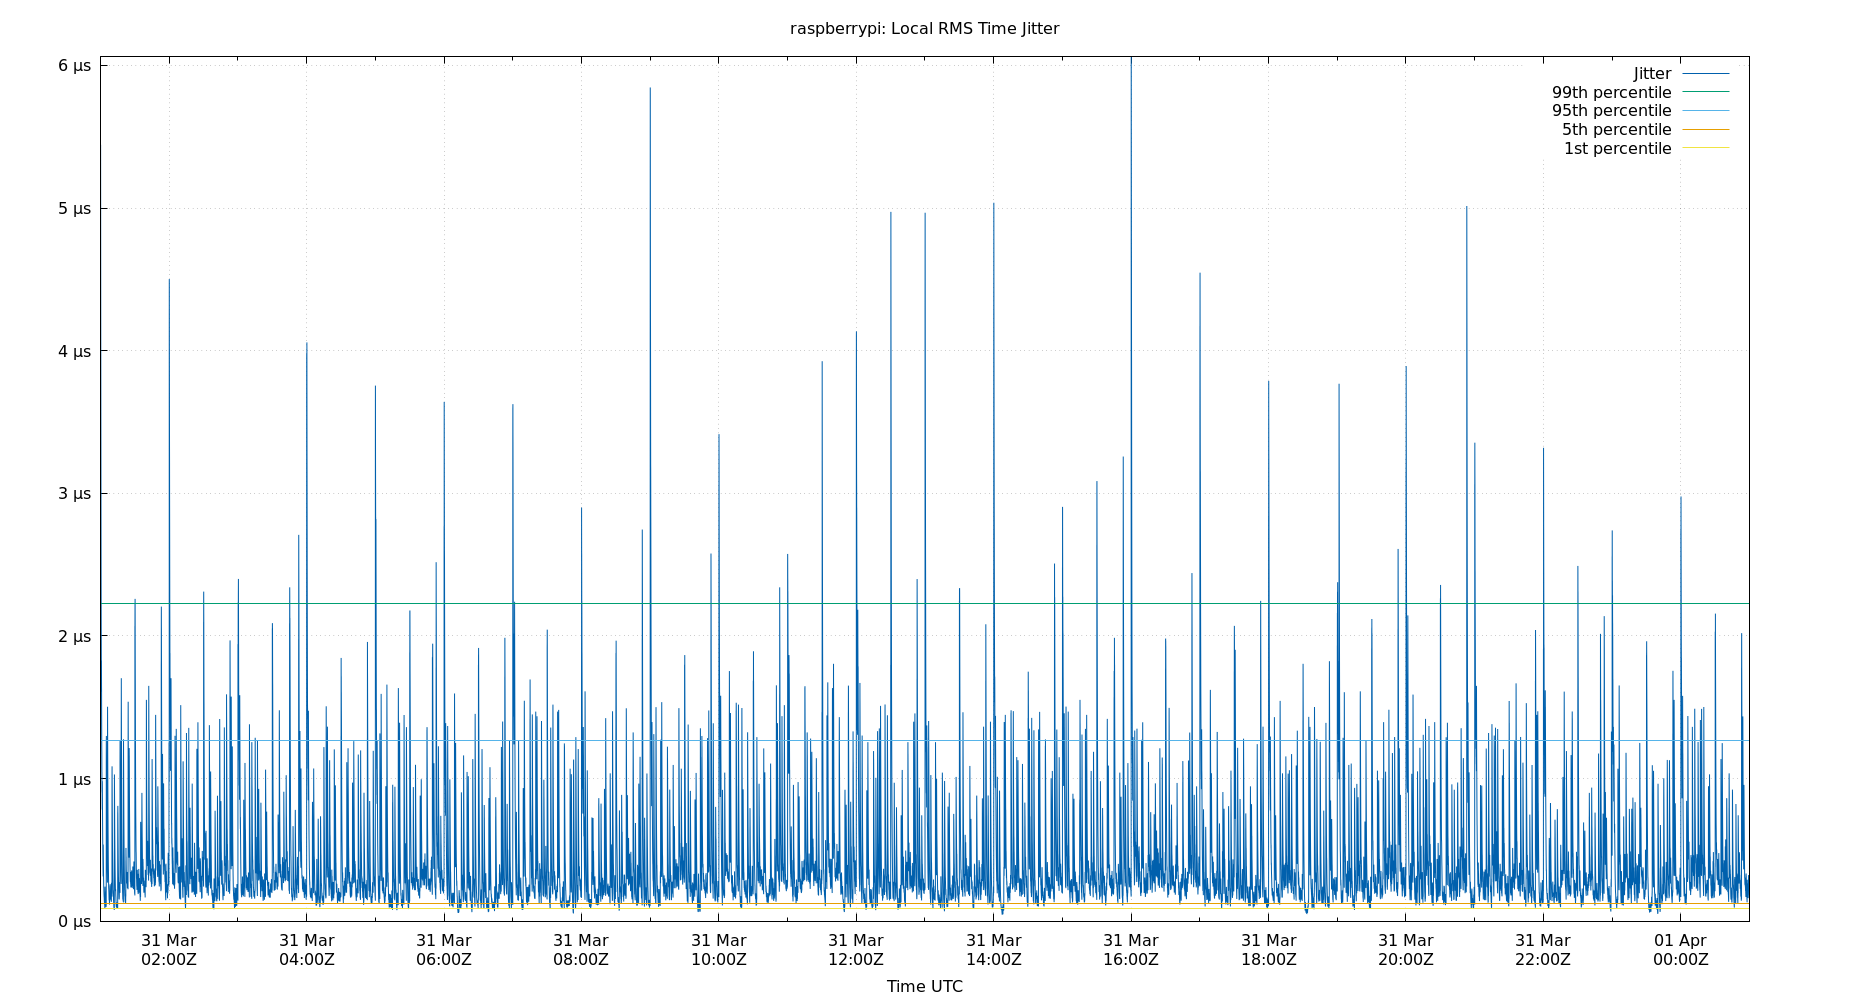 raspberrypi: Local RMS Time Jitter
6 µs
5 µs
4 µs
3 µs
2 µs
1 µs
0 µs
Jitter
99th percentile
95th percentile
5th percentile
1st percentile
31 Mar 31 Mar 31 Mar 31 Mar 31 Mar 31 Mar 31 Mar 31 Mar 31 Mar 31 Mar 31 Mar 01 Apr
02:00Z 04:00Z 06:00Z 08:00Z 10:00Z 12:00Z 14:00Z 16:00Z 18:00Z 20:00Z 22:00Z 00:00Z
Time UTC